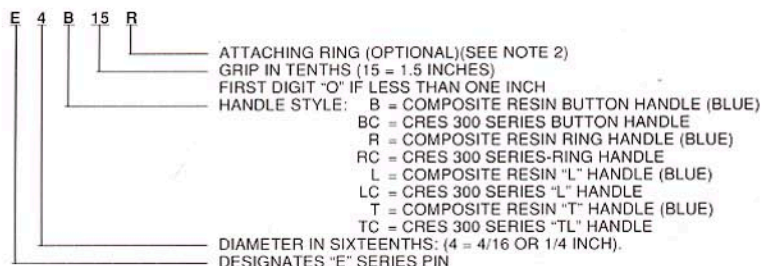 E 4 B 15 R
ATTACHING RING (OPTIONAL)(SEE NOTE 2)
GRIP IN TENTHS (15 = 1.5 INCHES)
FIRST DIGIT "O" IF LESS THAN ONE INCH
HANDLE STYLE: B = COMPOSITE RESIN BUTTON HANDLE (BLUE)
BC = CRES 300 SERIES BUTTON HANDLE
R = COMPOSITE RESIN RING HANDLE (BLUE)
RC = CRES 300 SERIES-RING HANDLE
L = COMPOSITE RESIN "L" HANDLE (BLUE)
LC = CRES 300 SERIES "L" HANDLE
T = COMPOSITE RESIN "T" HANDLE (BLUE)
TC = CRES 300 SERIES "TL" HANDLE
DIAMETER IN SIXTEENTHS: (4 = 4/16 OR 1/4 INCH).
DESIGNATES "E" SERIES PIN